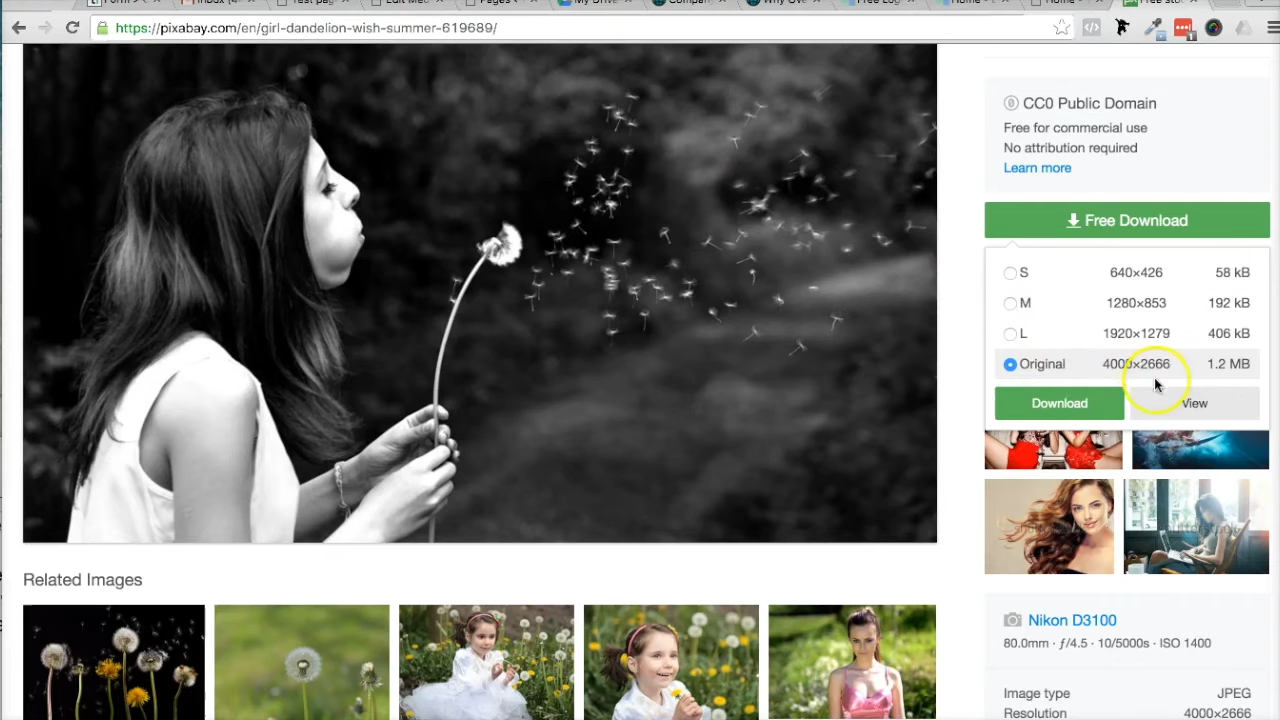 https://pixabay.com/en/girl-dandelion-wish-summer-619689/
CC0 Public Domain
Free for commercial use
No attribution required
Learn more
Free Download
S 640×426 58 kB
M 1280×853 192 kB
L 1920×1279 406 kB
Original 4000×2666 1.2 MB
Download View
Related Images
Nikon D3100
80.0mm · ƒ/4.5 · 10/5000s · ISO 1400
Image type JPEG
Resolution 4000×2666